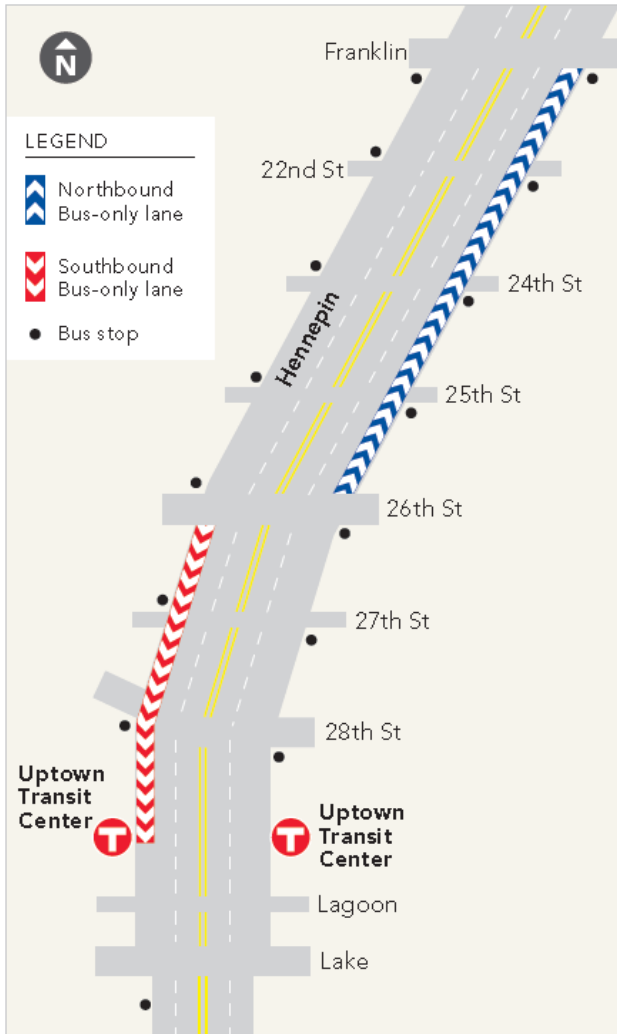 Franklin
N
LEGEND
Northbound
Bus-only lane
Southbound
Bus-only lane
Bus stop
22nd St
24th St
Hennepin
25th St
26th St
27th St
28th St
Uptown
Transit
Center
T
T
Uptown
Transit
Center
Lagoon
Lake